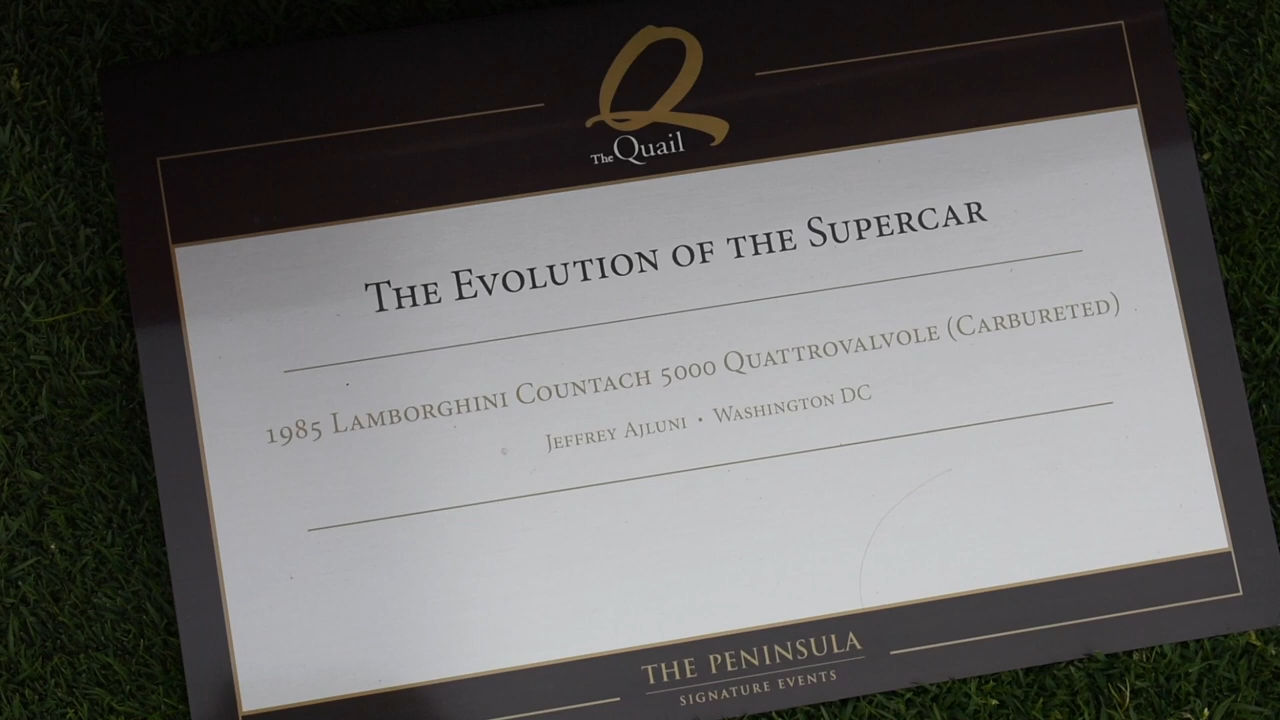 Q
The Quail
The Evolution of the Supercar
1985 Lamborghini Countach 5000 Quattrovalvole (Carbureted)
Jeffrey Ajluni • Washington DC
THE PENINSULA
SIGNATURE EVENTS